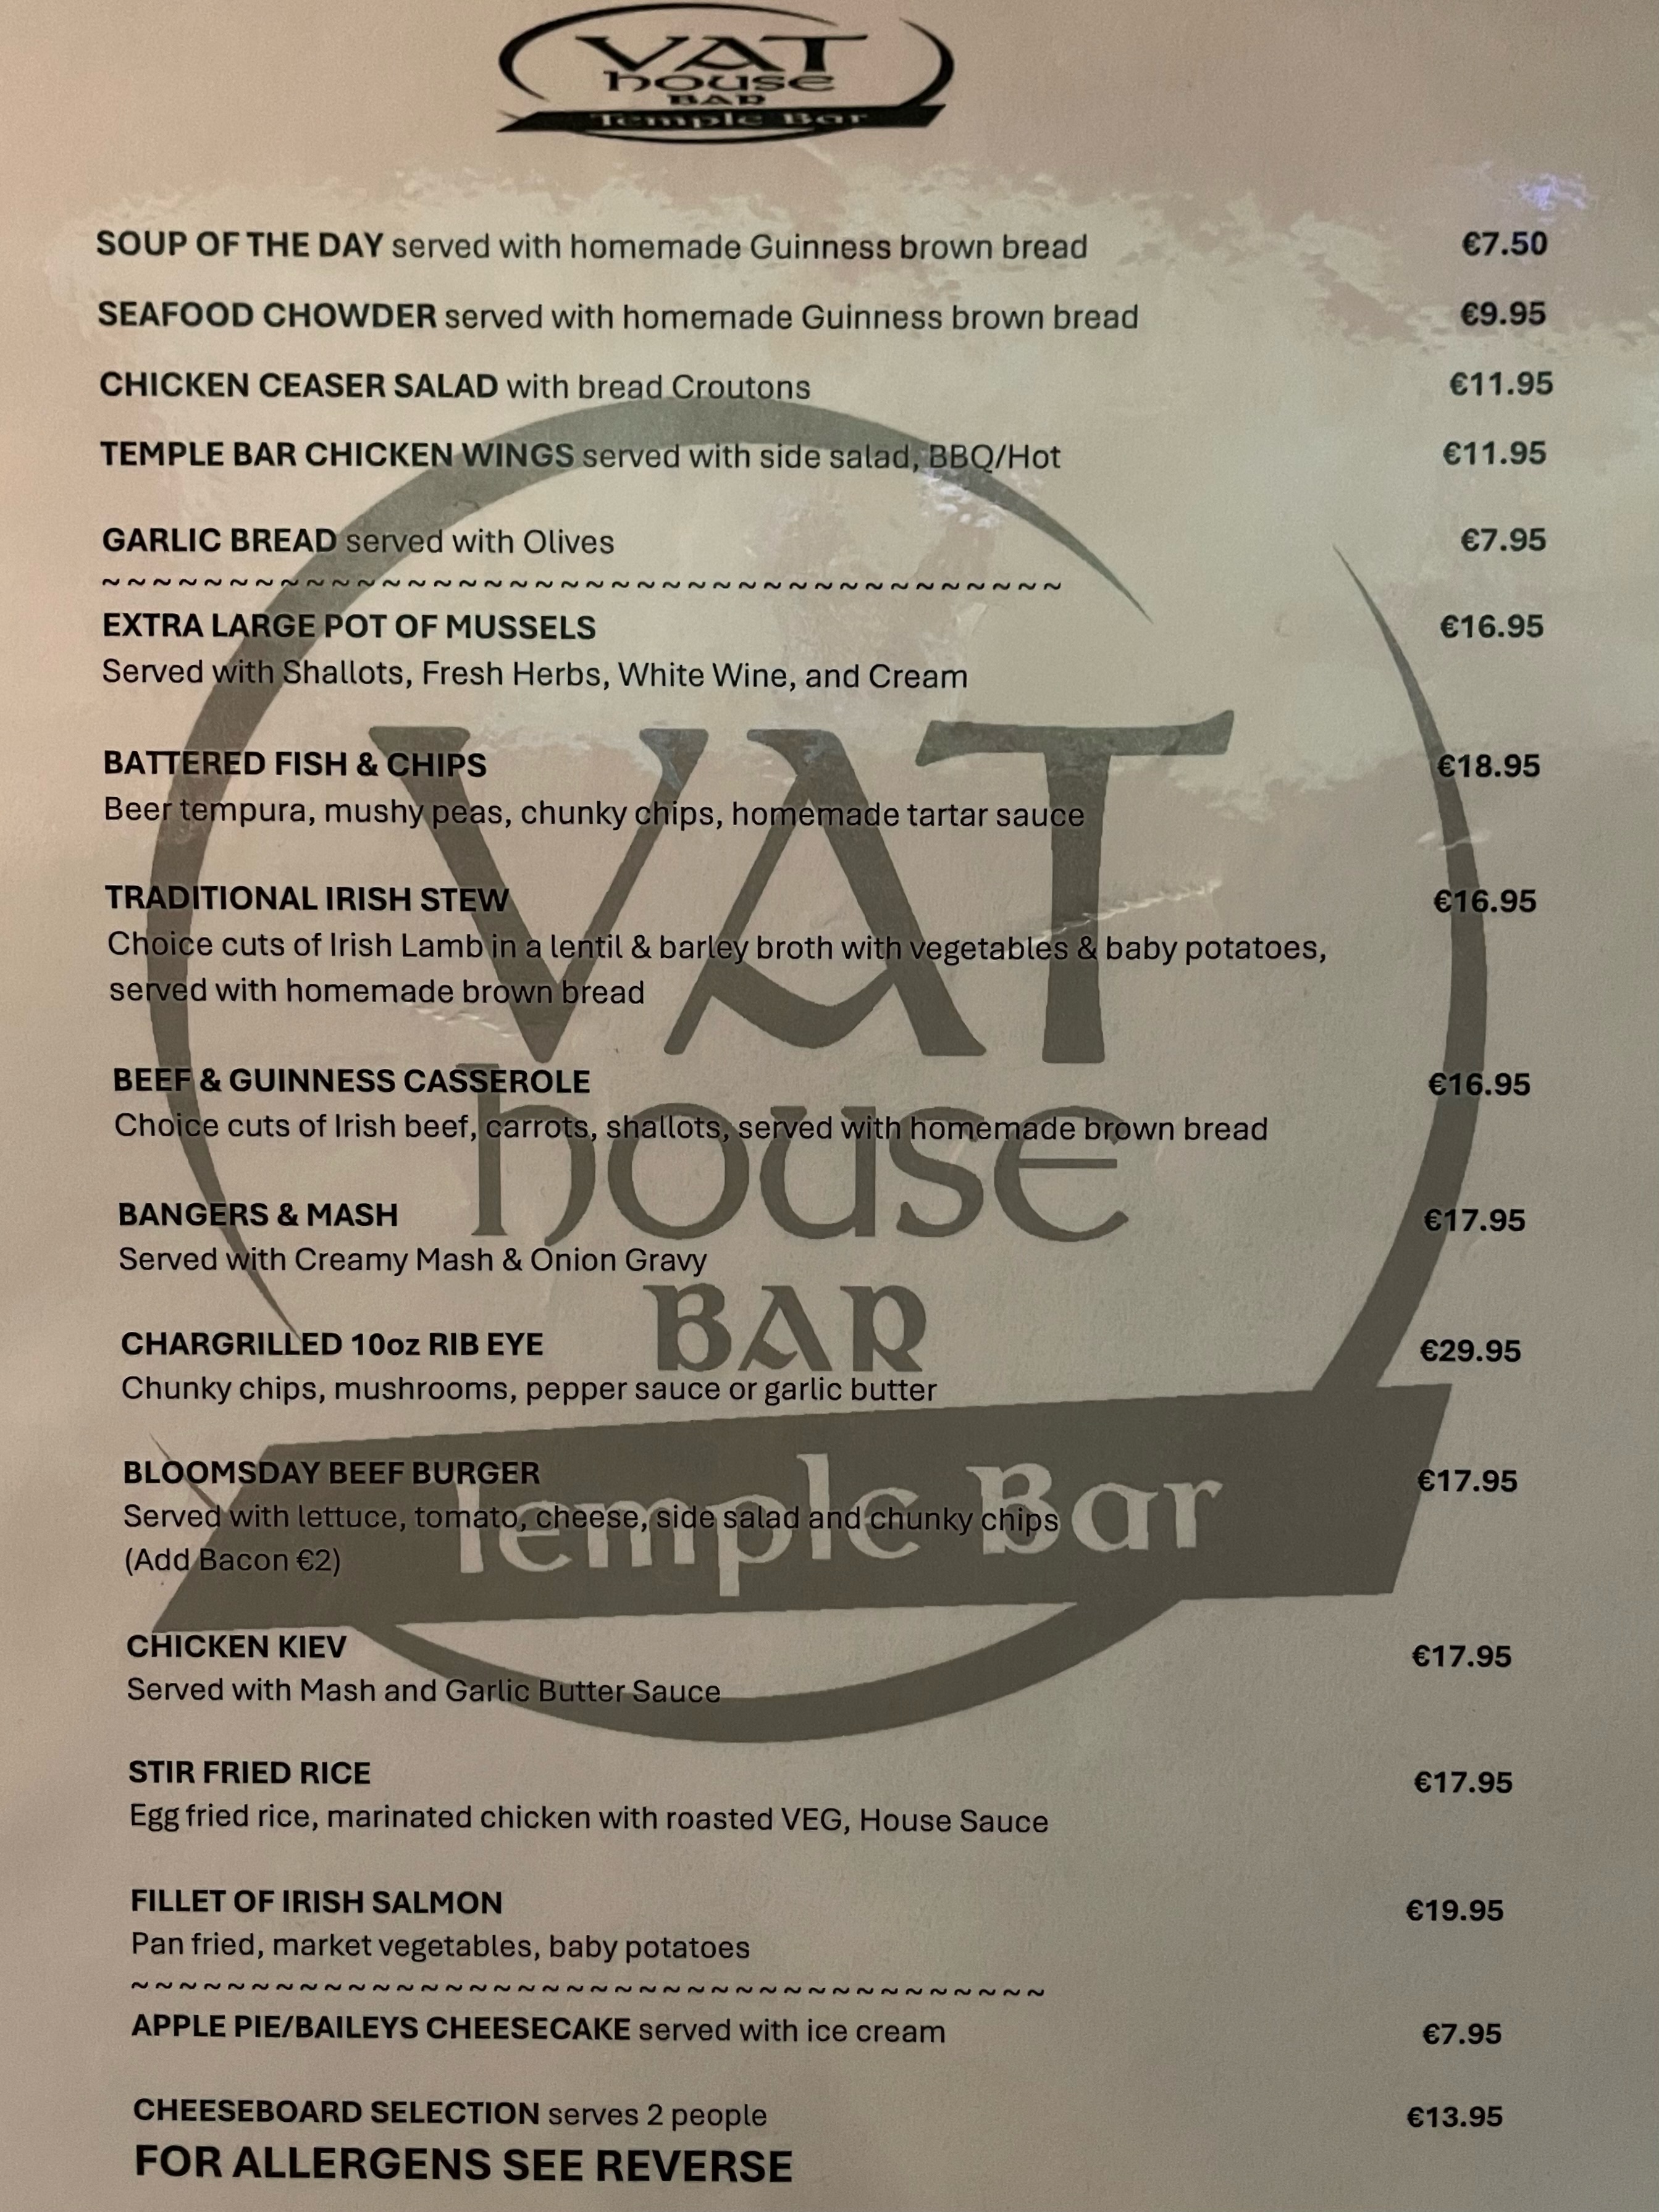 VAT
house
BAR
Temple Bar
SOUP OF THE DAY served with homemade Guinness brown bread €7.50
SEAFOOD CHOWDER served with homemade Guinness brown bread €9.95
CHICKEN CEASER SALAD with bread Croutons €11.95
TEMPLE BAR CHICKEN WINGS served with side salad, BBQ/Hot €11.95
GARLIC BREAD served with Olives €7.95
~~~~~~~~~~~~~~~~~~~~~~~~~~~~~~~~~~~~~~
EXTRA LARGE POT OF MUSSELS €16.95
Served with Shallots, Fresh Herbs, White Wine, and Cream
BATTERED FISH & CHIPS €18.95
Beer tempura, mushy peas, chunky chips, homemade tartar sauce
TRADITIONAL IRISH STEW €16.95
Choice cuts of Irish Lamb in a lentil & barley broth with vegetables & baby potatoes,
served with homemade brown bread
BEEF & GUINNESS CASSEROLE €16.95
Choice cuts of Irish beef, carrots, shallots, served with homemade brown bread
BANGERS & MASH €17.95
Served with Creamy Mash & Onion Gravy
CHARGRILLED 10oz RIB EYE €29.95
Chunky chips, mushrooms, pepper sauce or garlic butter
BLOOMSDAY BEEF BURGER €17.95
Served with lettuce, tomato, cheese, side salad and chunky chips
(Add Bacon €2)
CHICKEN KIEV €17.95
Served with Mash and Garlic Butter Sauce
STIR FRIED RICE €17.95
Egg fried rice, marinated chicken with roasted VEG, House Sauce
FILLET OF IRISH SALMON €19.95
Pan fried, market vegetables, baby potatoes
~~~~~~~~~~~~~~~~~~~~~~~~~~~~~~~~~~~~~~
APPLE PIE/BAILEYS CHEESECAKE served with ice cream €7.95
CHEESEBOARD SELECTION serves 2 people €13.95
FOR ALLERGENS SEE REVERSE
VAT
house
BAR
Temple Bar